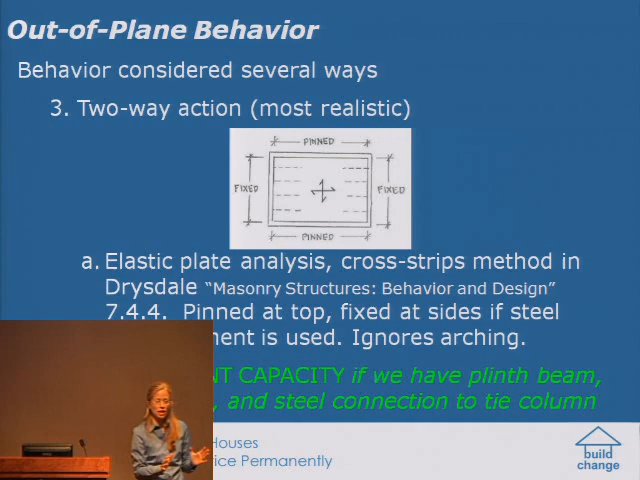 Out-of-Plane Behavior
Behavior considered several ways
3. Two-way action (most realistic)
PINNED
FIXED
FIXED
PINNED
a. Elastic plate analysis, cross-strips method in
Drysdale “Masonry Structures: Behavior and Design”
7.4.4. Pinned at top, fixed at sides if steel
is used. Ignores arching.
CAPACITY if we have plinth beam,
, and steel connection to tie column
Houses
Permanently
build
change